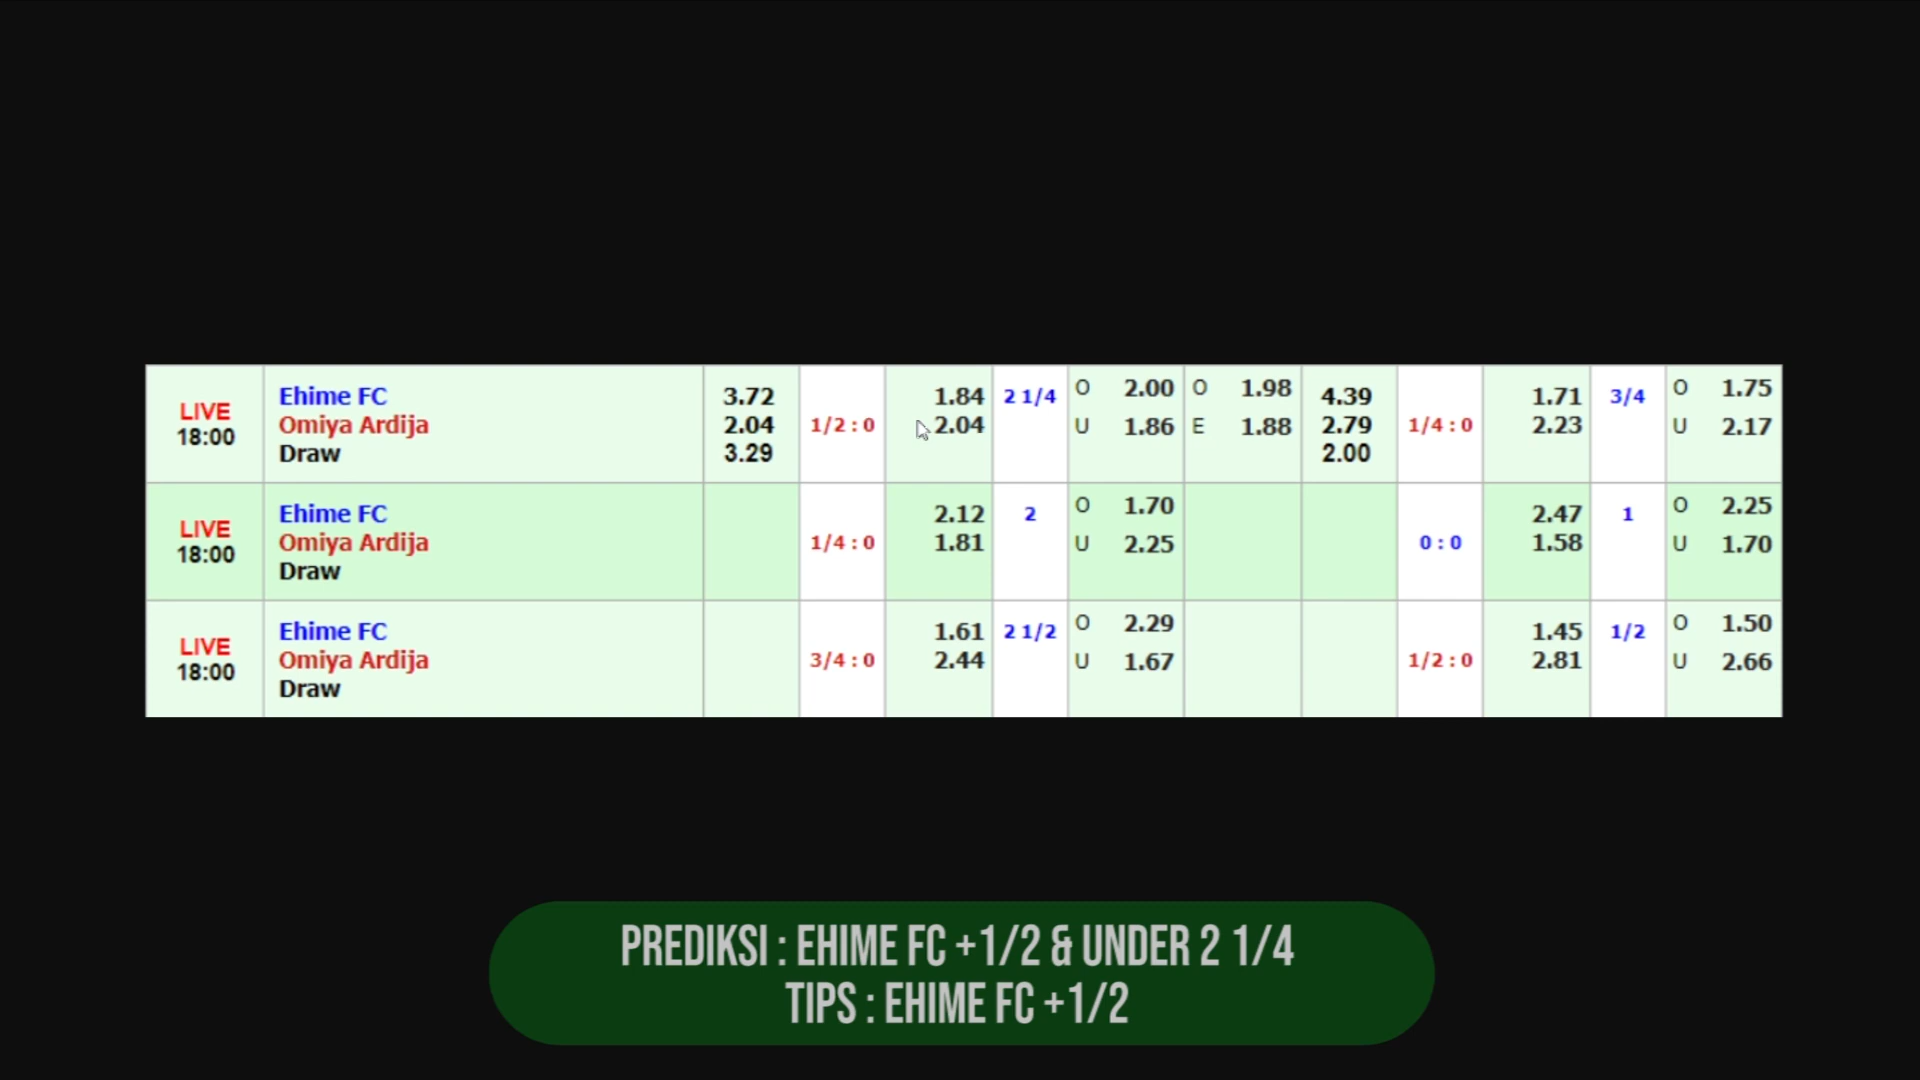 LIVE 18:00 Ehime FC Omiya Ardija Draw 3.72 2.04 3.29 1/2 : 0 1.84 2.04 2 1/4 O 2.00 U 1.86 O 1.98 E 1.88 4.39 2.79 2.00 1/4 : 0 1.71 2.23 3/4 O 1.75 U 2.17
LIVE 18:00 Ehime FC Omiya Ardija Draw 1/4 : 0 2.12 1.81 2 O 1.70 U 2.25 0 : 0 2.47 1.58 1 O 2.25 U 1.70
LIVE 18:00 Ehime FC Omiya Ardija Draw 3/4 : 0 1.61 2.44 2 1/2 O 2.29 U 1.67 1/2 : 0 1.45 2.81 1/2 O 1.50 U 2.66
PREDIKSI : EHIME FC +1/2 & UNDER 2 1/4
TIPS : EHIME FC +1/2